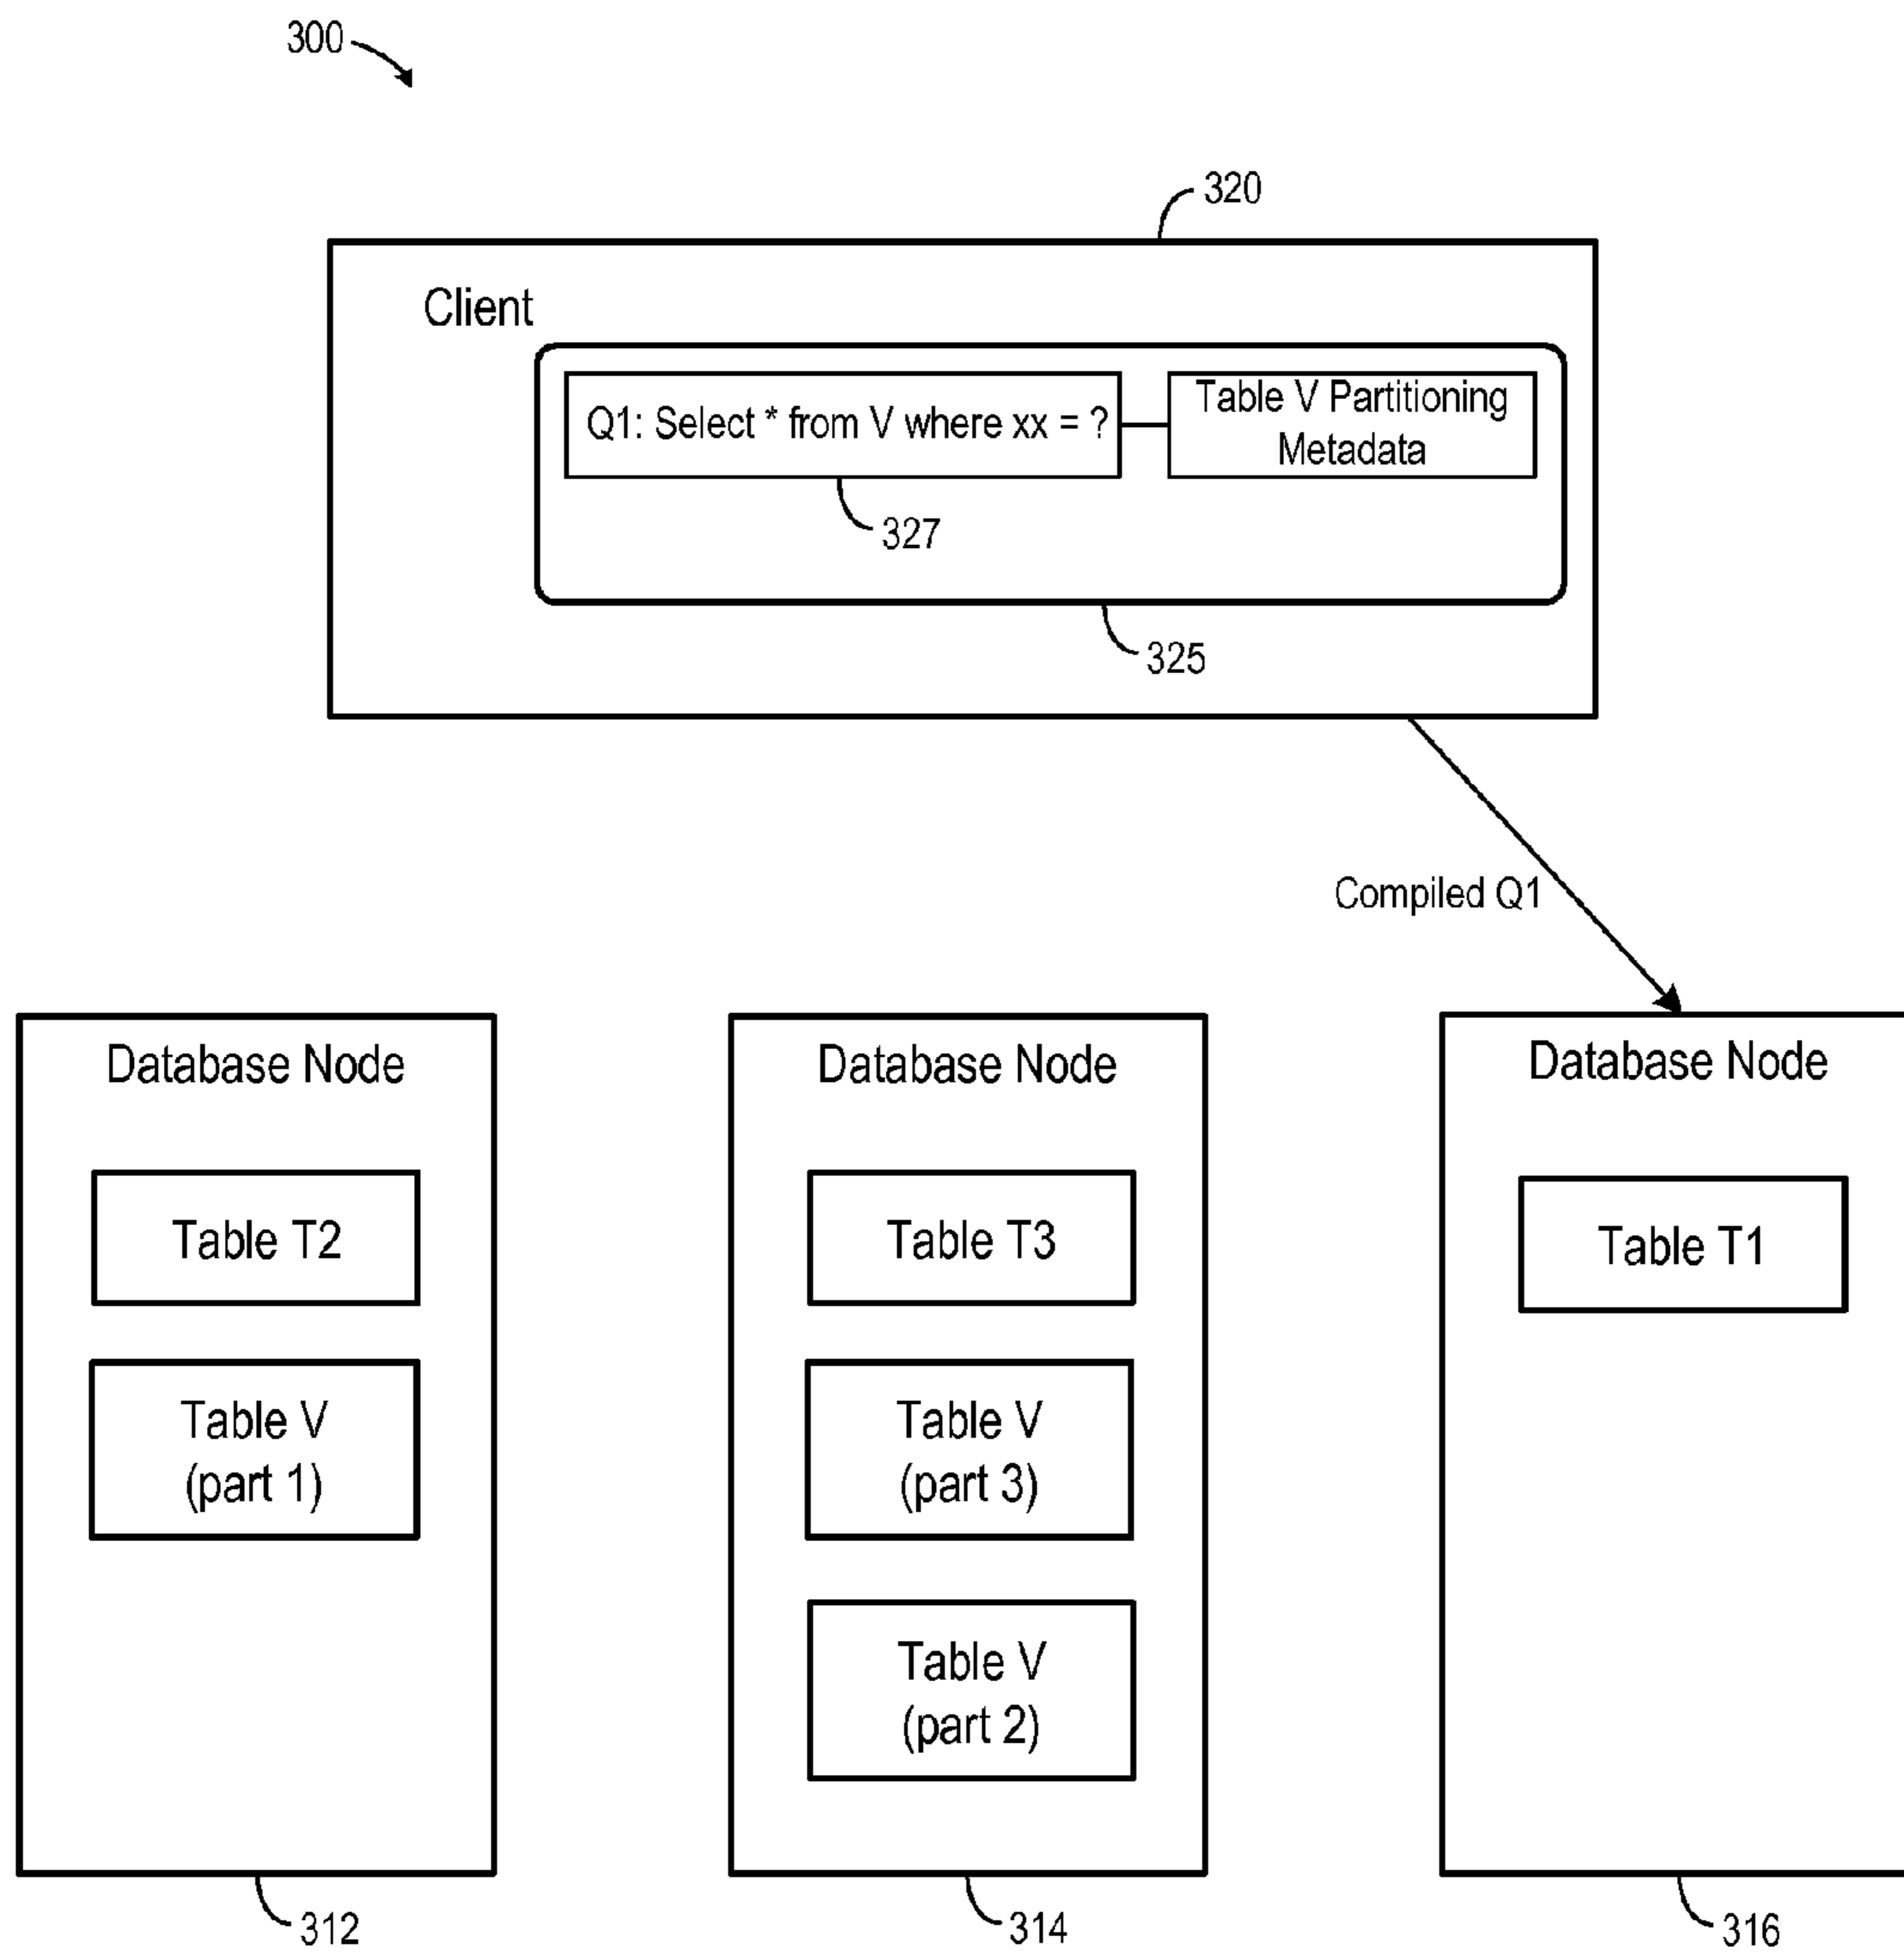 300
320
Client
Q1: Select * from V where xx = ?
Table V Partitioning
Metadata
327
325
Compiled Q1
Database Node
Table T2
Table V
(part 1)
312
Database Node
Table T3
Table V
(part 3)
Table V
(part 2)
314
Database Node
Table T1
316